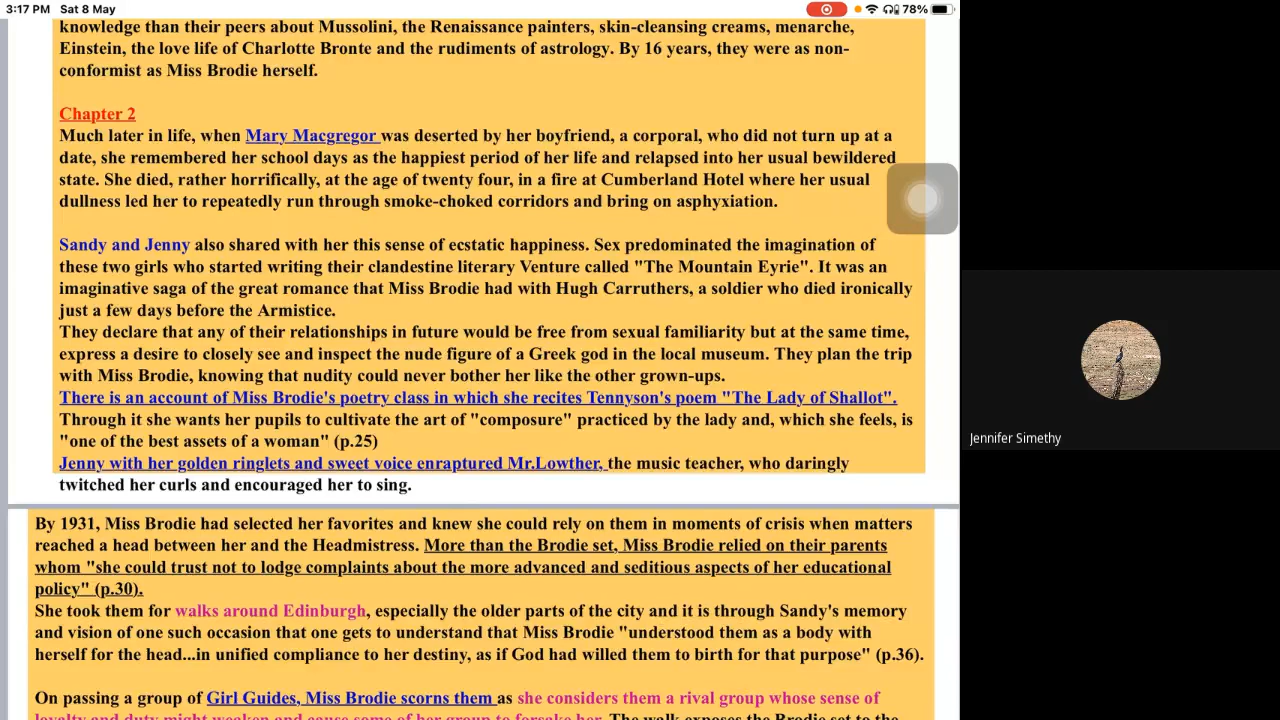 3:17 PM Sat 8 May
78%
knowledge than their peers about Mussolini, the Renaissance painters, skin-cleansing creams, menarche,
Einstein, the love life of Charlotte Bronte and the rudiments of astrology. By 16 years, they were as non-
conformist as Miss Brodie herself.
Chapter 2
Much later in life, when Mary Macgregor was deserted by her boyfriend, a corporal, who did not turn up at a
date, she remembered her school days as the happiest period of her life and relapsed into her usual bewildered
state. She died, rather horrifically, at the age of twenty four, in a fire at Cumberland Hotel where her usual
dullness led her to repeatedly run through smoke-choked corridors and bring on asphyxiation.
Sandy and Jenny also shared with her this sense of ecstatic happiness. Sex predominated the imagination of
these two girls who started writing their clandestine literary Venture called "The Mountain Eyrie". It was an
imaginative saga of the great romance that Miss Brodie had with Hugh Carruthers, a soldier who died ironically
just a few days before the Armistice.
They declare that any of their relationships in future would be free from sexual familiarity but at the same time,
express a desire to closely see and inspect the nude figure of a Greek god in the local museum. They plan the trip
with Miss Brodie, knowing that nudity could never bother her like the other grown-ups.
There is an account of Miss Brodie's poetry class in which she recites Tennyson's poem "The Lady of Shallot".
Through it she wants her pupils to cultivate the art of "composure" practiced by the lady and, which she feels, is
"one of the best assets of a woman" (p.25)
Jenny with her golden ringlets and sweet voice enraptured Mr.Lowther, the music teacher, who daringly
twitched her curls and encouraged her to sing.
By 1931, Miss Brodie had selected her favorites and knew she could rely on them in moments of crisis when matters
reached a head between her and the Headmistress. More than the Brodie set, Miss Brodie relied on their parents
whom "she could trust not to lodge complaints about the more advanced and seditious aspects of her educational
policy" (p.30).
She took them for walks around Edinburgh, especially the older parts of the city and it is through Sandy's memory
and vision of one such occasion that one gets to understand that Miss Brodie "understood them as a body with
herself for the head...in unified compliance to her destiny, as if God had willed them to birth for that purpose" (p.36).
On passing a group of Girl Guides, Miss Brodie scorns them as she considers them a rival group whose sense of
loyalty and duty might weaken and cause some of her group to forsake her. The walk exposes the Brodie set to the
Jennifer Simethy